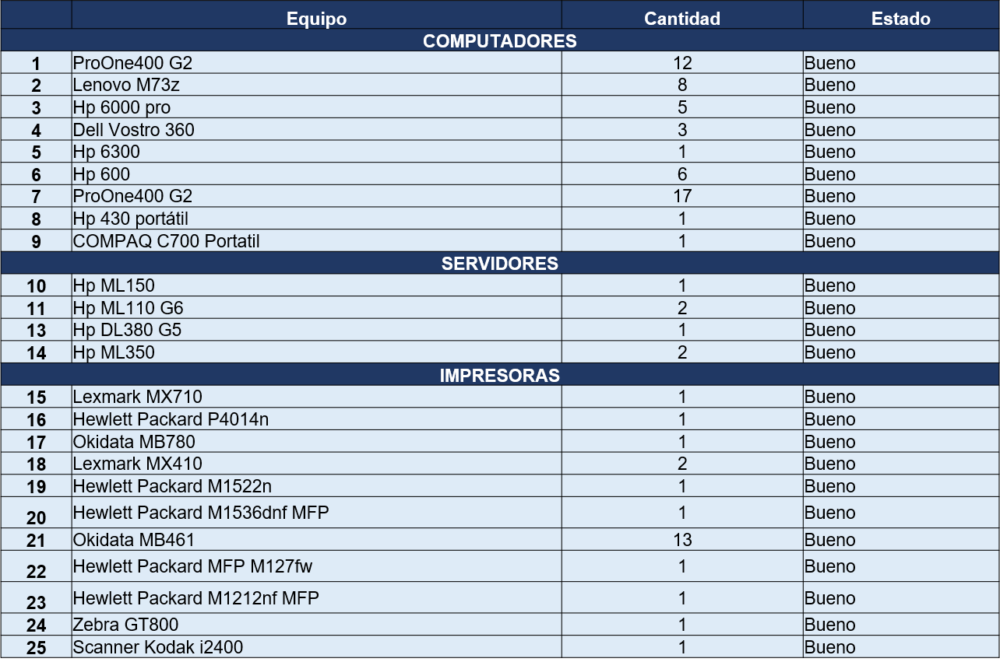 Equipo Cantidad Estado
COMPUTADORES
1 ProOne400 G2 12 Bueno
2 Lenovo M73z 8 Bueno
3 Hp 6000 pro 5 Bueno
4 Dell Vostro 360 3 Bueno
5 Hp 6300 1 Bueno
6 Hp 600 6 Bueno
7 ProOne400 G2 17 Bueno
8 Hp 430 portátil 1 Bueno
9 COMPAQ C700 Portatil 1 Bueno
SERVIDORES
10 Hp ML150 1 Bueno
11 Hp ML110 G6 2 Bueno
13 Hp DL380 G5 1 Bueno
14 Hp ML350 2 Bueno
IMPRESORAS
15 Lexmark MX710 1 Bueno
16 Hewlett Packard P4014n 1 Bueno
17 Okidata MB780 1 Bueno
18 Lexmark MX410 2 Bueno
19 Hewlett Packard M1522n 1 Bueno
20 Hewlett Packard M1536dnf MFP 1 Bueno
21 Okidata MB461 13 Bueno
22 Hewlett Packard MFP M127fw 1 Bueno
23 Hewlett Packard M1212nf MFP 1 Bueno
24 Zebra GT800 1 Bueno
25 Scanner Kodak i2400 1 Bueno